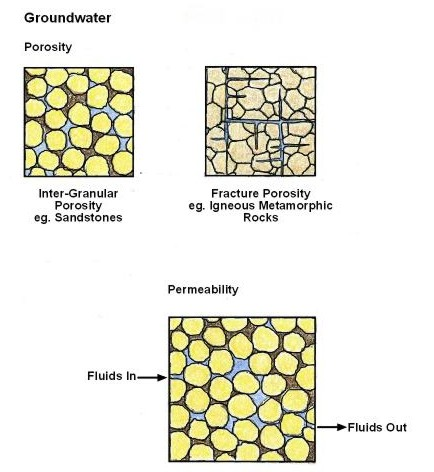 Groundwater
Porosity
Inter-Granular
Porosity
eg. Sandstones
Fracture Porosity
eg. Igneous Metamorphic
Rocks
Permeability
Fluids In
Fluids Out